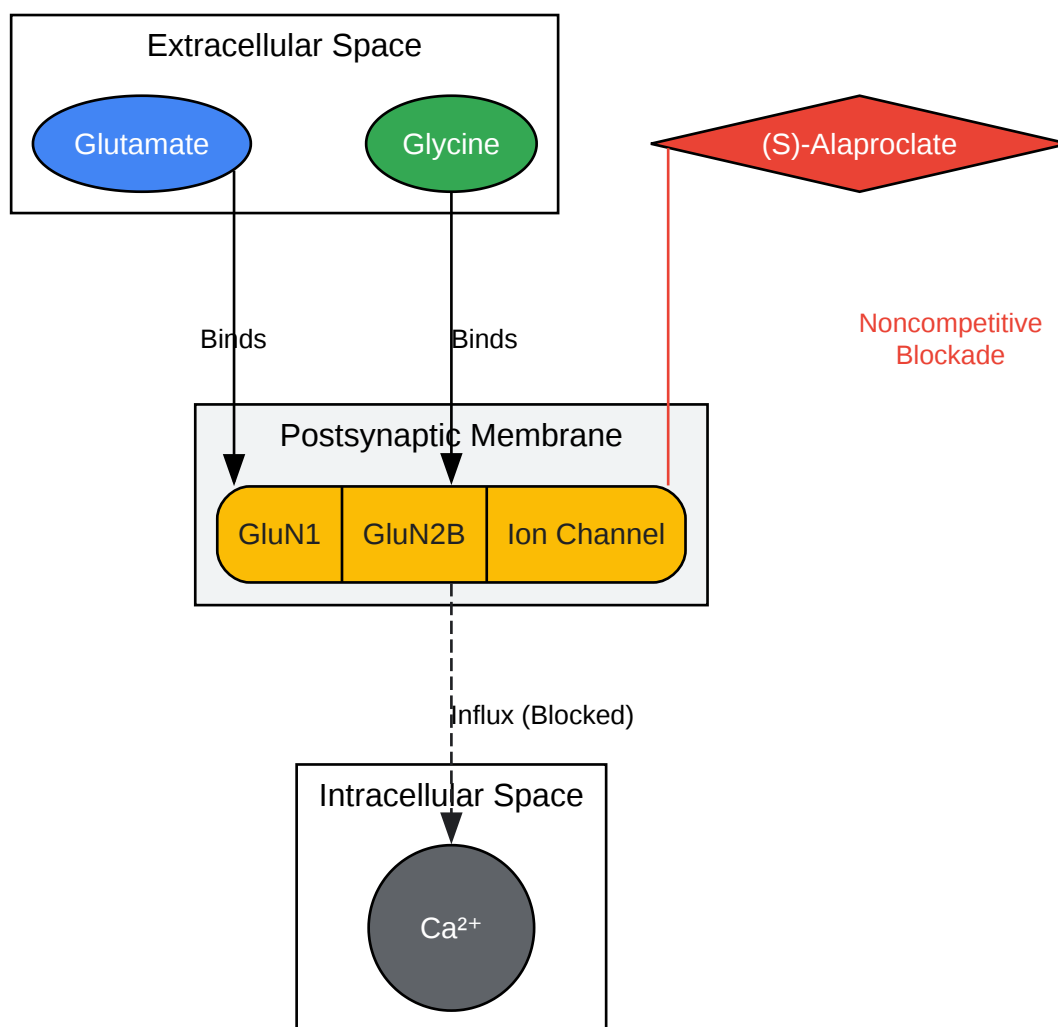 Extracellular Space
Glutamate
Glycine
(S)-Alaproclate
Binds
Binds
Noncompetitive
Blockade
Postsynaptic Membrane
GluN1
GluN2B
Ion Channel
Influx (Blocked)
Intracellular Space
Ca²⁺